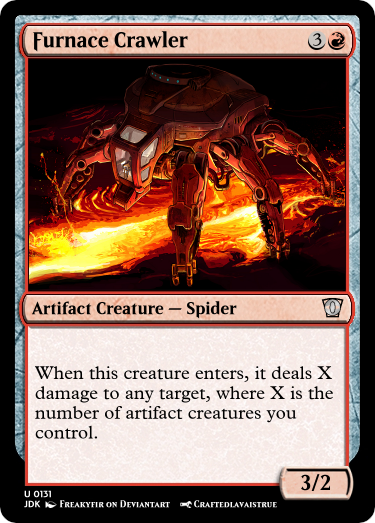 Furnace Crawler 3
Artifact Creature — Spider
When this creature enters, it deals X
damage to any target, where X is the
number of artifact creatures you
control.
3/2
U 0131
JDK Freakyfir on Deviantart Craftedlavaistrue